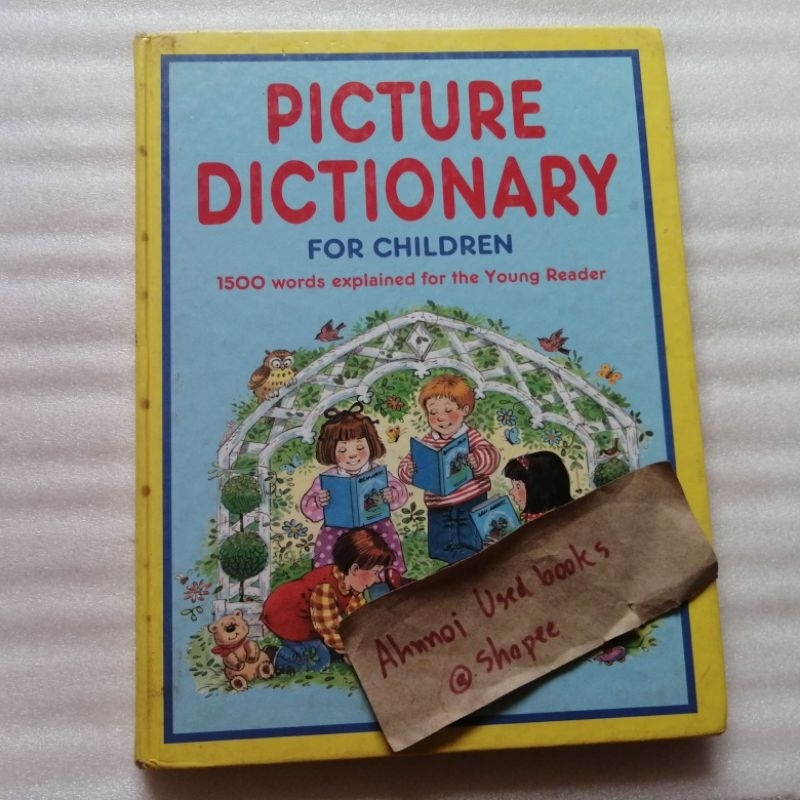 PICTURE
DICTIONARY
FOR CHILDREN
1500 words explained for the Young Reader
Ahnnoi Used books
@.Shopee